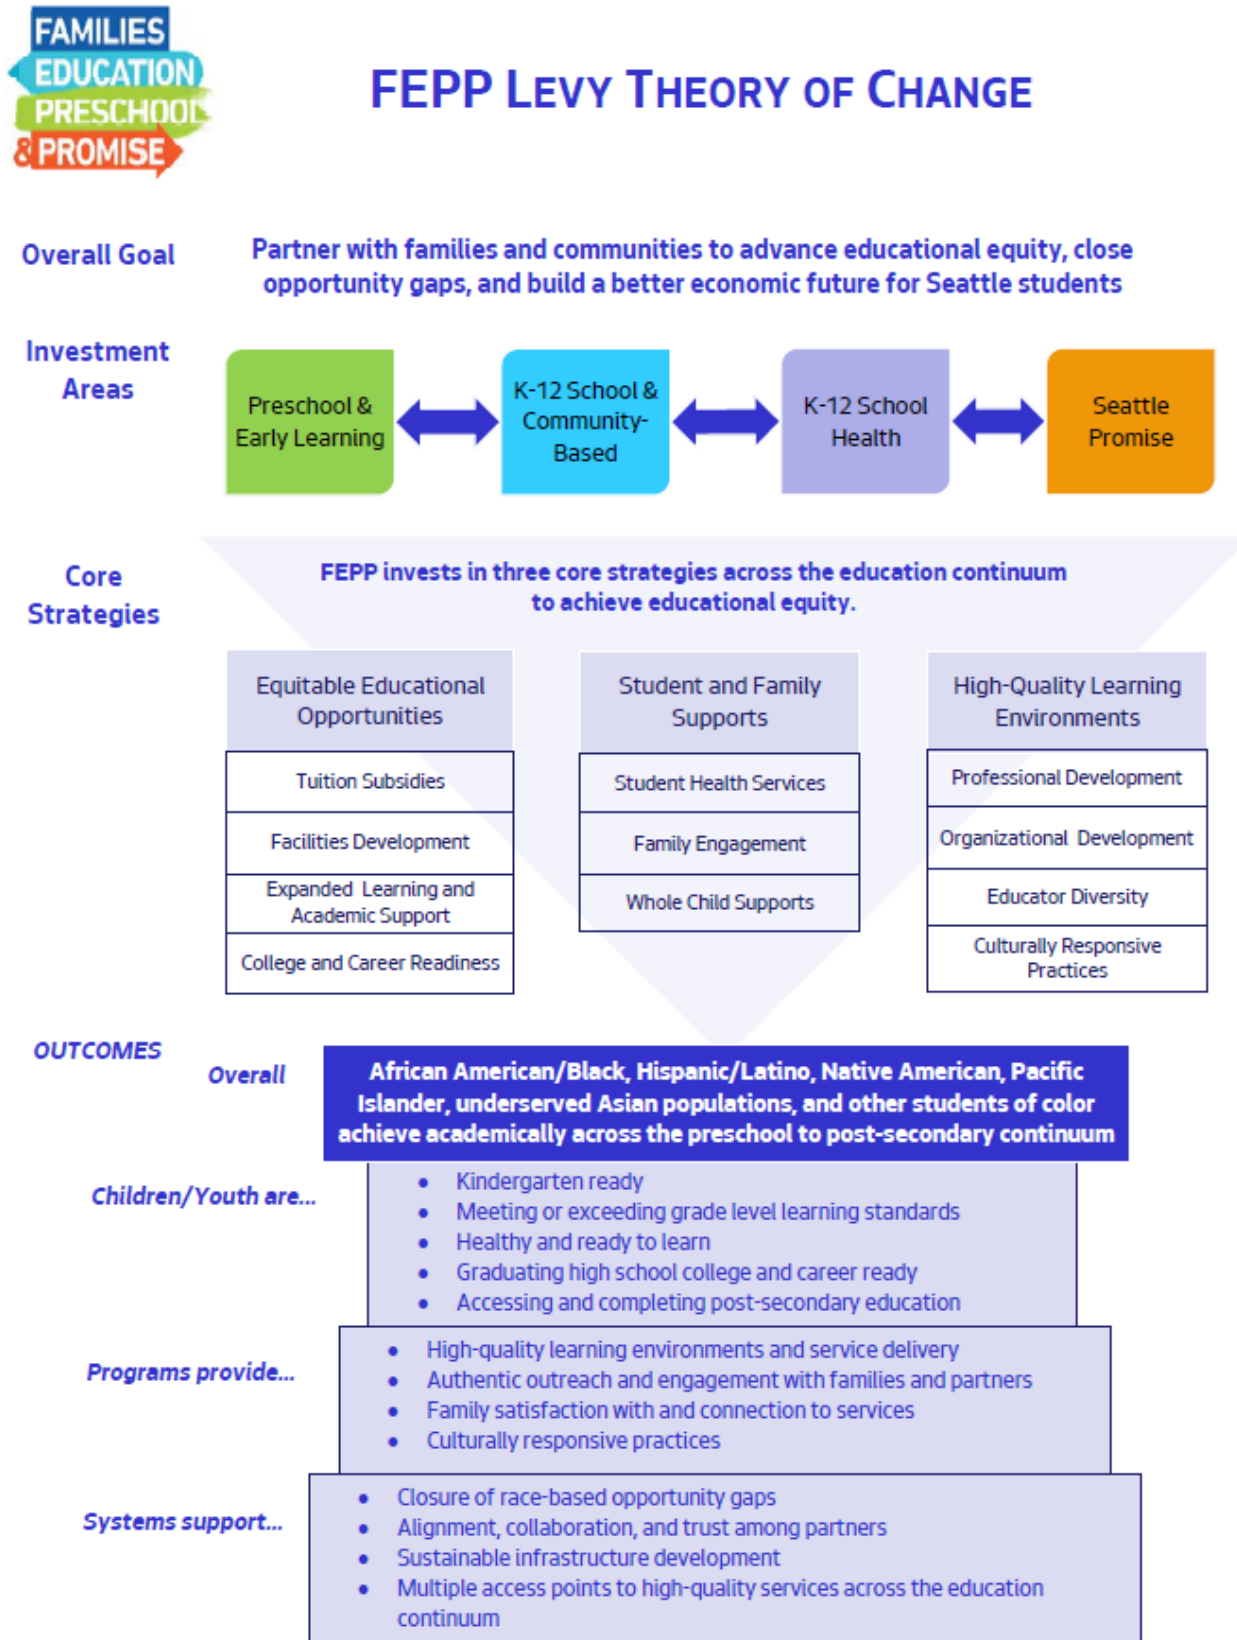 FAMILIES
EDUCATION
PRESCHOOL
& PROMISE
FEPP LEVY THEORY OF CHANGE
Overall Goal
Partner with families and communities to advance educational equity, close
opportunity gaps, and build a better economic future for Seattle students
Investment
Areas
Preschool &
Early Learning
K-12 School &
Community-
Based
K-12 School
Health
Seattle
Promise
Core
Strategies
FEPP invests in three core strategies across the education continuum
to achieve educational equity.
Equitable Educational
Opportunities
Tuition Subsidies
Facilities Development
Expanded Learning and
Academic Support
College and Career Readiness
Student and Family
Supports
Student Health Services
Family Engagement
Whole Child Supports
High-Quality Learning
Environments
Professional Development
Organizational Development
Educator Diversity
Culturally Responsive
Practices
OUTCOMES
Overall
African American/Black, Hispanic/Latino, Native American, Pacific
Islander, underserved Asian populations, and other students of color
achieve academically across the preschool to post-secondary continuum
Children/Youth are...
• Kindergarten ready
• Meeting or exceeding grade level learning standards
• Healthy and ready to learn
• Graduating high school college and career ready
• Accessing and completing post-secondary education
Programs provide...
• High-quality learning environments and service delivery
• Authentic outreach and engagement with families and partners
• Family satisfaction with and connection to services
• Culturally responsive practices
Systems support...
• Closure of race-based opportunity gaps
• Alignment, collaboration, and trust among partners
• Sustainable infrastructure development
• Multiple access points to high-quality services across the education
continuum